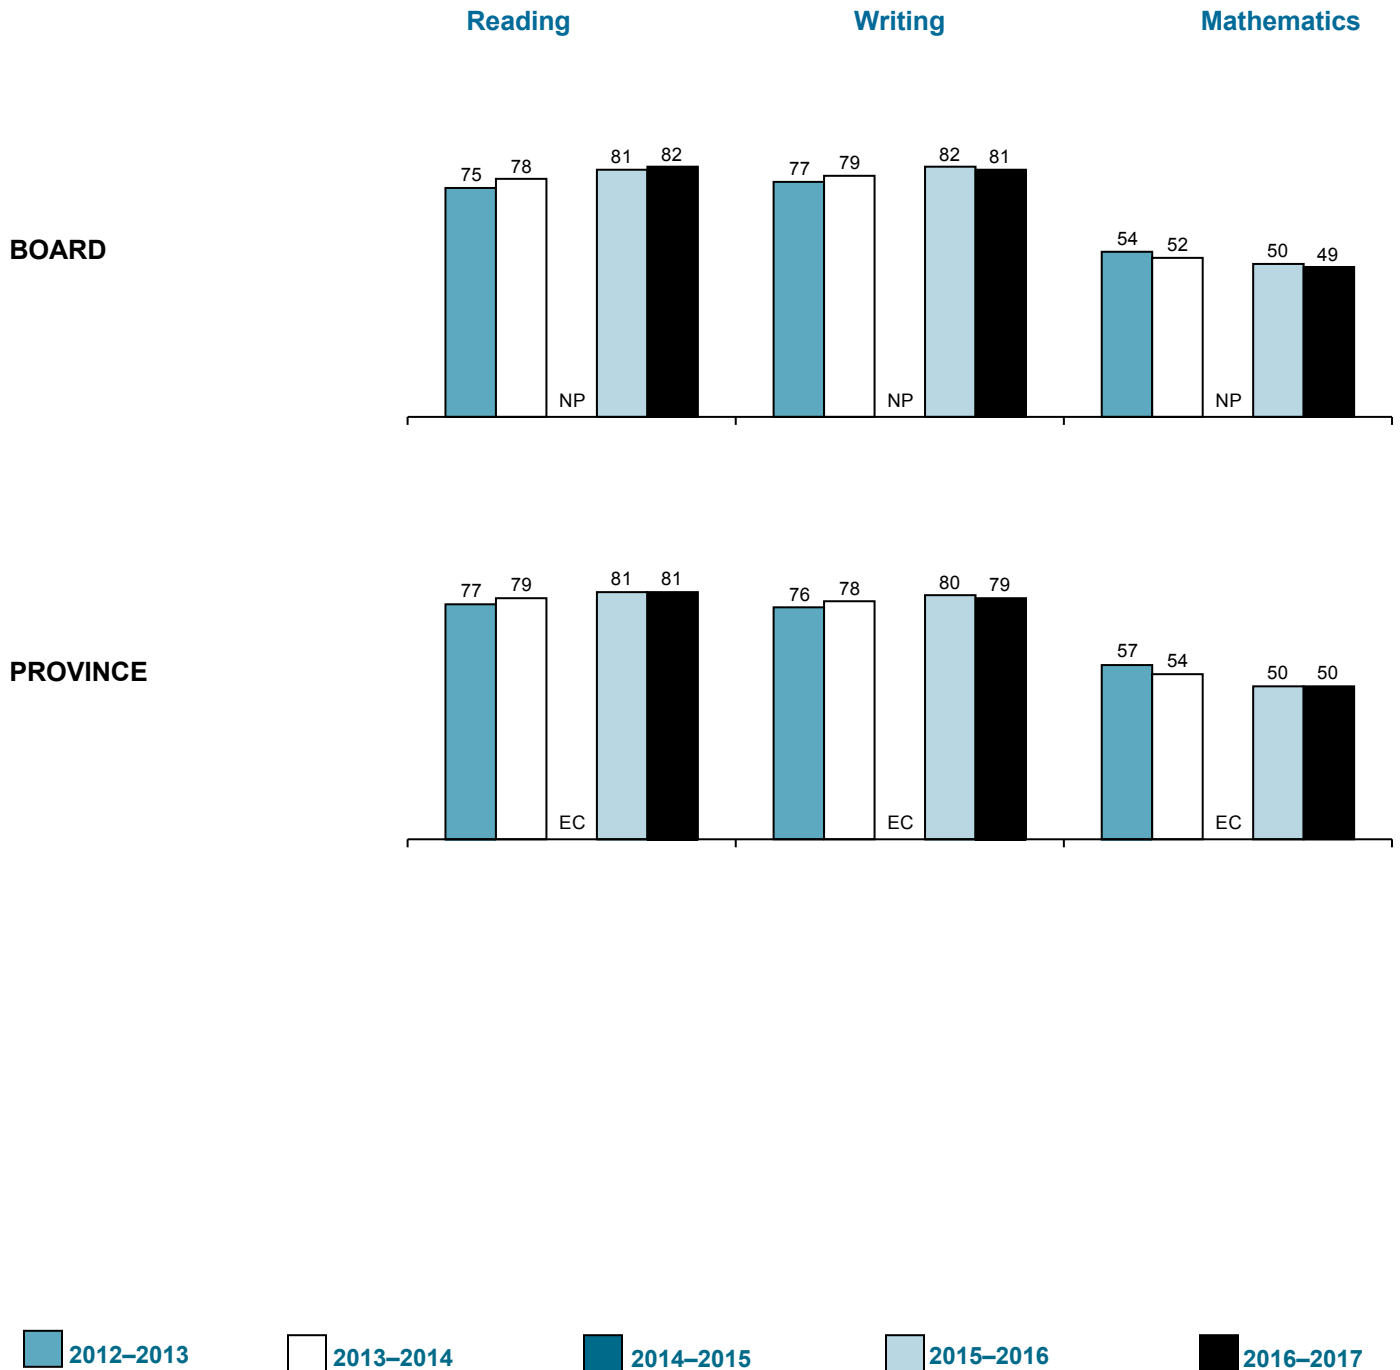 Reading Writing Mathematics
BOARD
75 78 NP 81 82 77 79 NP 82 81 54 52 NP 50 49
PROVINCE
77 79 EC 81 81 76 78 EC 80 79 57 54 EC 50 50
2012–2013 2013–2014 2014–2015 2015–2016 2016–2017